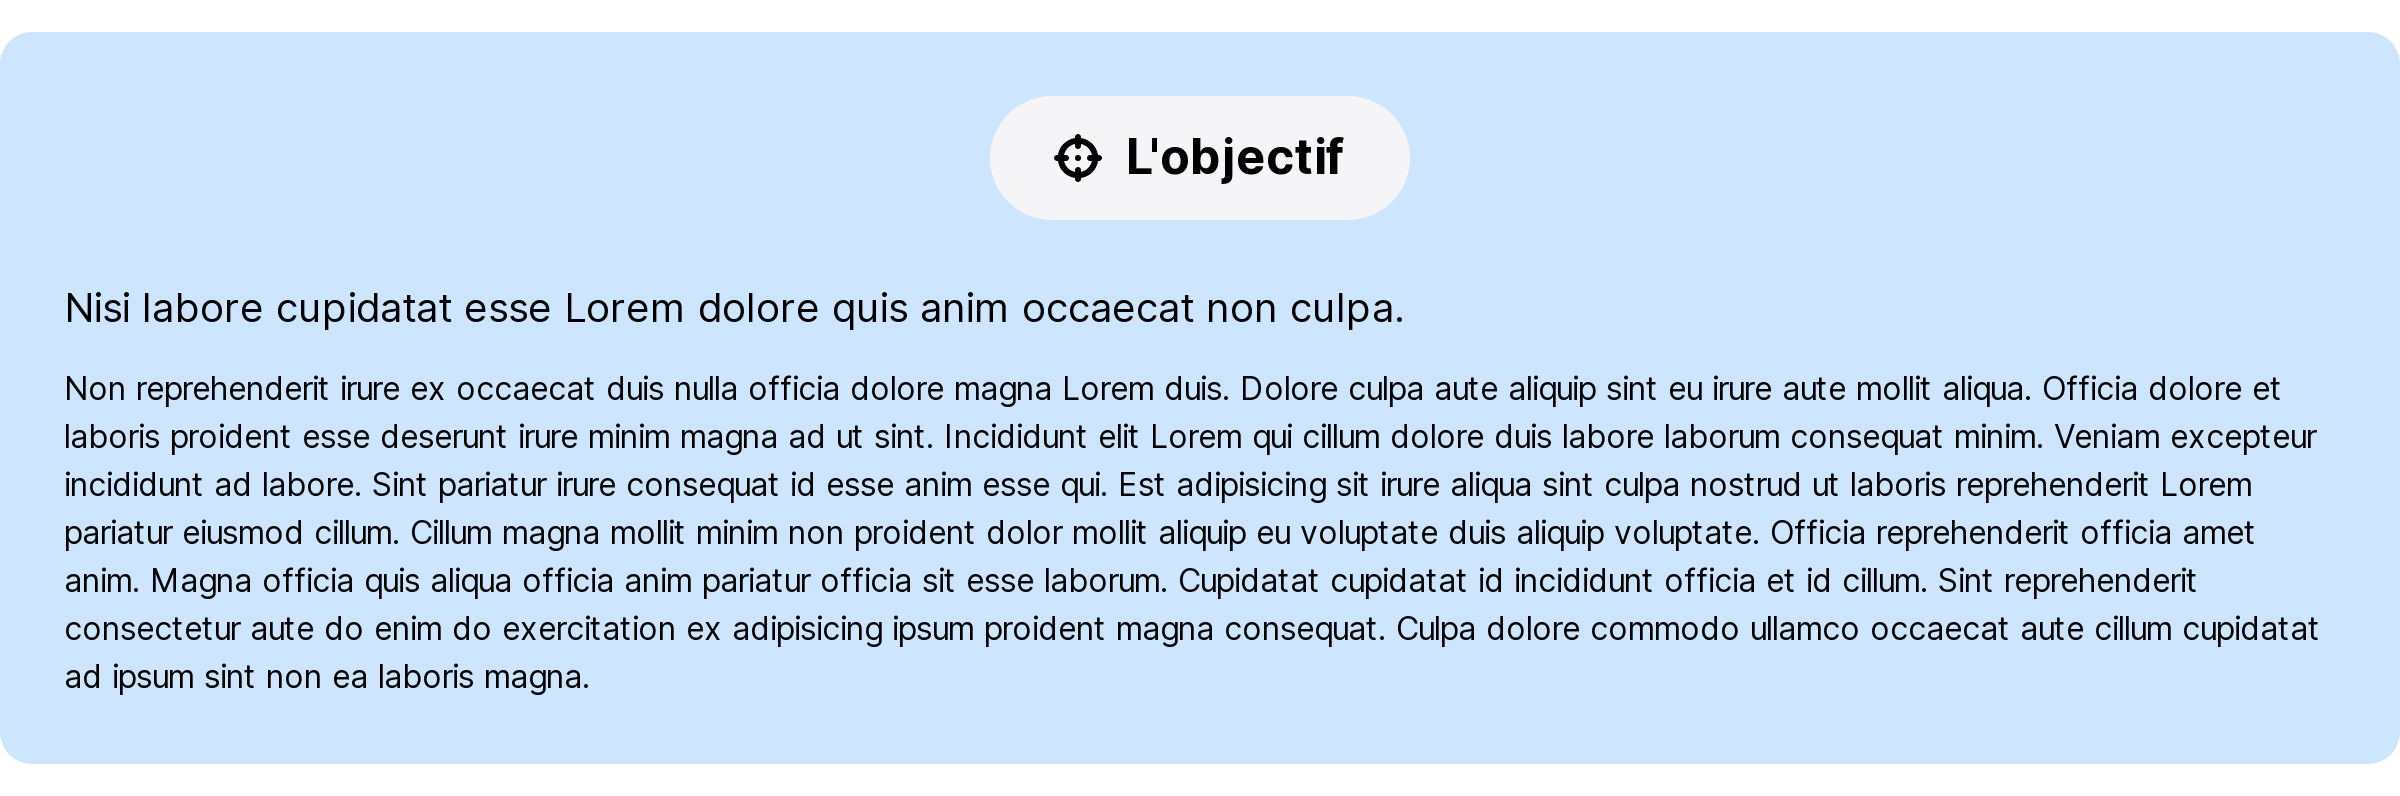 L'objectif
Nisi labore cupidatat esse Lorem dolore quis anim occaecat non culpa.
Non reprehenderit irure ex occaecat duis nulla officia dolore magna Lorem duis. Dolore culpa aute aliquip sint eu irure aute mollit aliqua. Officia dolore et
laboris proident esse deserunt irure minim magna ad ut sint. Incididunt elit Lorem qui cillum dolore duis labore laborum consequat minim. Veniam excepteur
incididunt ad labore. Sint pariatur irure consequat id esse anim esse qui. Est adipisicing sit irure aliqua sint culpa nostrud ut laboris reprehenderit Lorem
pariatur eiusmod cillum. Cillum magna mollit minim non proident dolor mollit aliquip eu voluptate duis aliquip voluptate. Officia reprehenderit officia amet
anim. Magna officia quis aliqua officia anim pariatur officia sit esse laborum. Cupidatat cupidatat id incididunt officia et id cillum. Sint reprehenderit
consectetur aute do enim do exercitation ex adipisicing ipsum proident magna consequat. Culpa dolore commodo ullamco occaecat aute cillum cupidatat
ad ipsum sint non ea laboris magna.